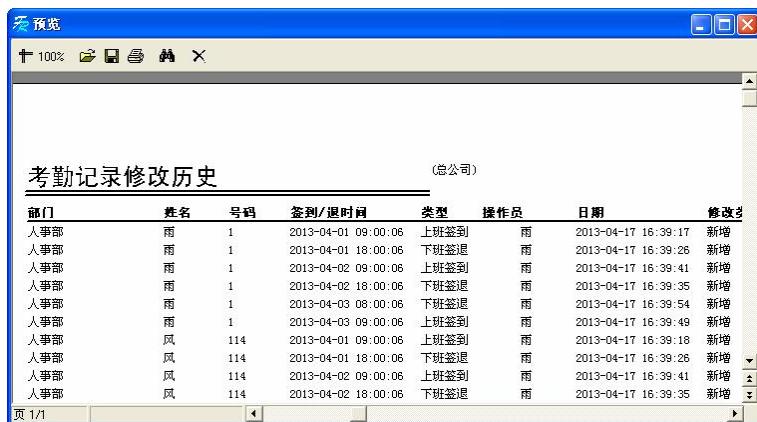 预览
100%
考勤记录修改历史 (总公司)
部门 姓名 号码 签到/退时间 类型 操作员 日期 修改类
人事部 雨 1 2013-04-01 09:00:06 上班签到 雨 2013-04-17 16:39:17 新增
人事部 雨 1 2013-04-01 18:00:06 下班签退 雨 2013-04-17 16:39:26 新增
人事部 雨 1 2013-04-02 09:00:06 上班签到 雨 2013-04-17 16:39:41 新增
人事部 雨 1 2013-04-02 18:00:06 下班签退 雨 2013-04-17 16:39:35 新增
人事部 雨 1 2013-04-03 08:00:06 下班签退 雨 2013-04-17 16:39:54 新增
人事部 雨 1 2013-04-03 09:00:06 上班签到 雨 2013-04-17 16:39:49 新增
人事部 风 114 2013-04-01 09:00:06 上班签到 雨 2013-04-17 16:39:18 新增
人事部 风 114 2013-04-01 18:00:06 下班签退 雨 2013-04-17 16:39:26 新增
人事部 风 114 2013-04-02 09:00:06 上班签到 雨 2013-04-17 16:39:41 新增
人事部 风 114 2013-04-02 18:00:06 下班签退 雨 2013-04-17 16:39:35 新增
页 1/1